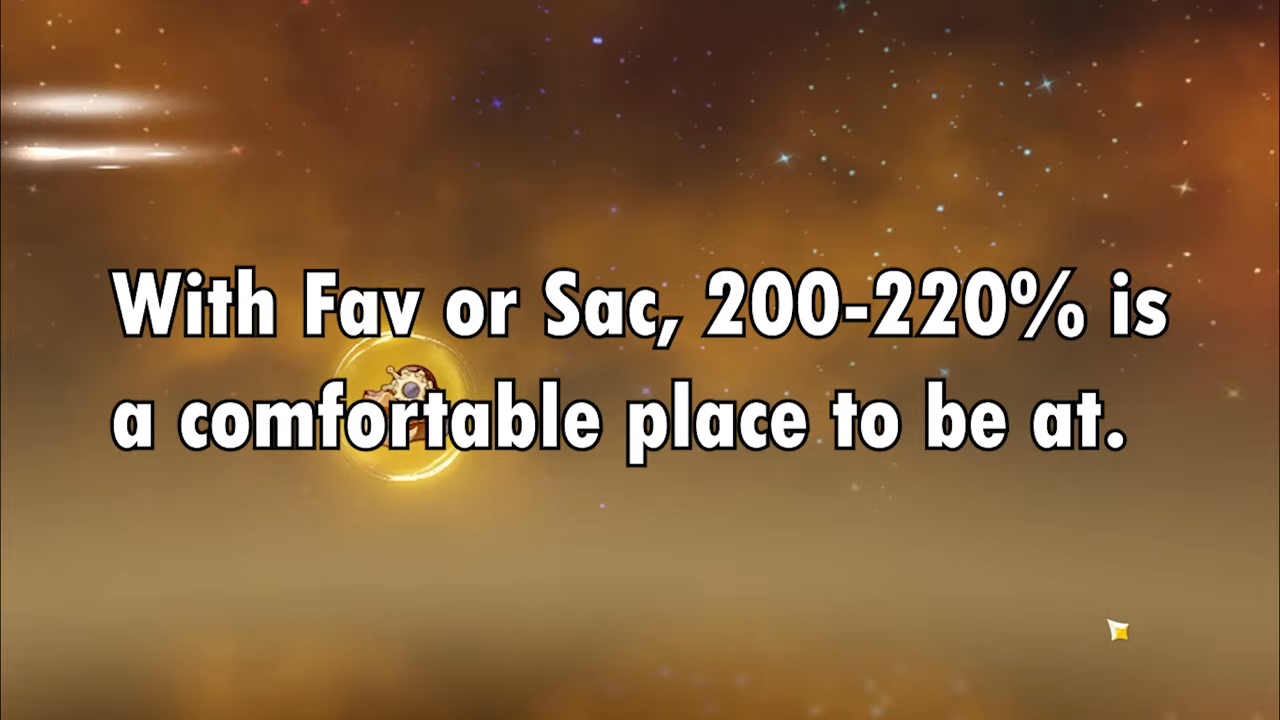 With Fav or Sac, 200-220% is
a comfortable place to be at.